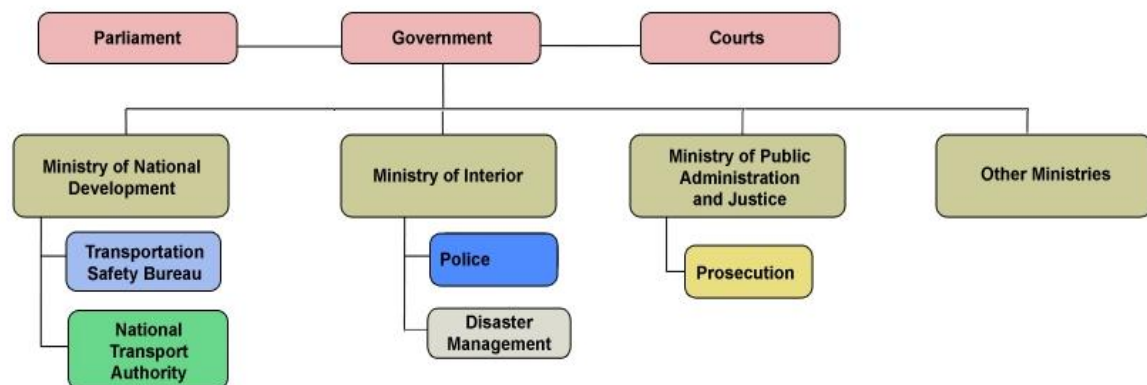 Parliament
Government
Courts
Ministry of National
Development
Ministry of Interior
Ministry of Public
Administration
and Justice
Other Ministries
Transportation
Safety Bureau
Police
Prosecution
National
Transport
Authority
Disaster
Management